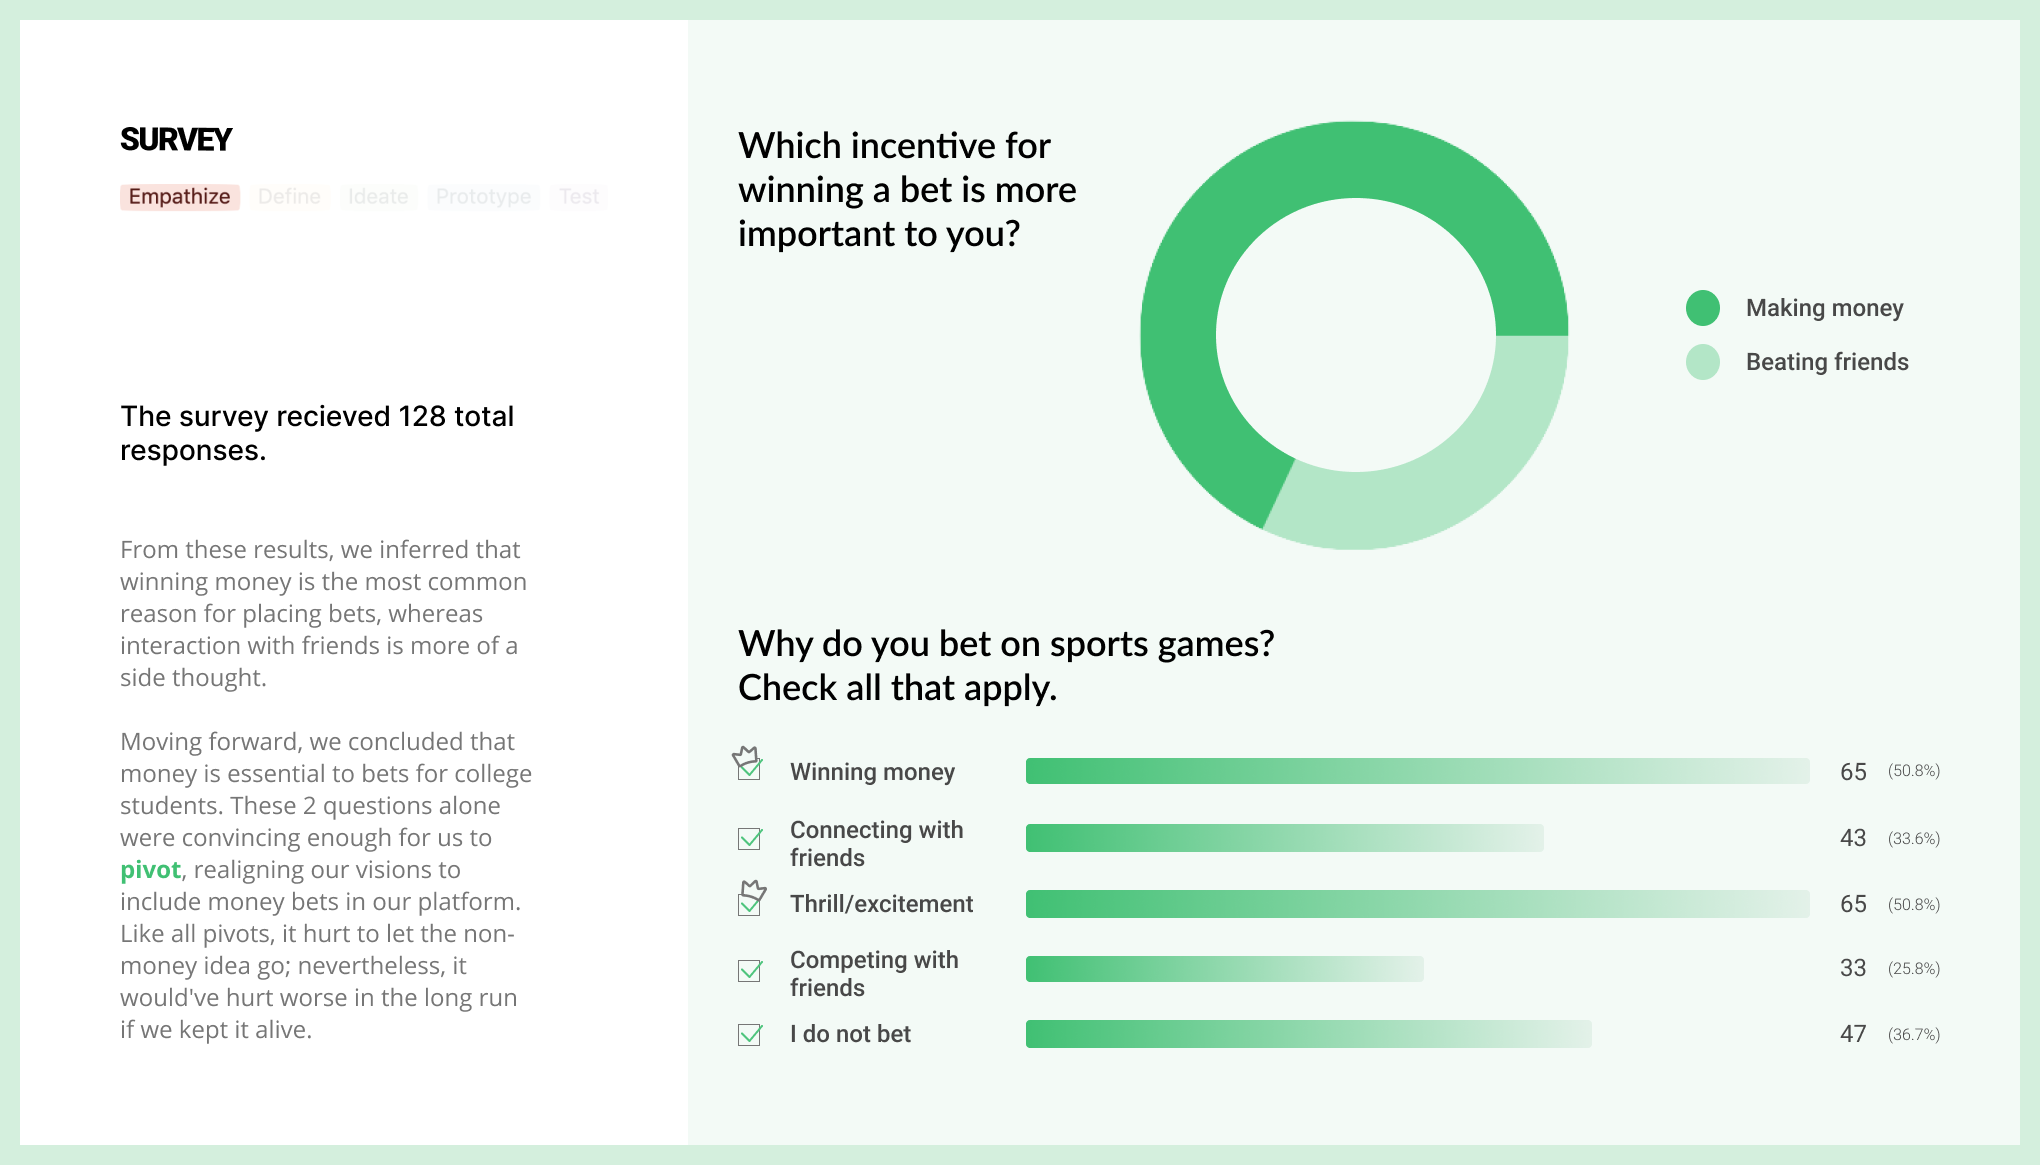 SURVEY
Empathize Define Ideate Prototype Test
The survey recieved 128 total
responses.
From these results, we inferred that
winning money is the most common
reason for placing bets, whereas
interaction with friends is more of a
side thought.
Moving forward, we concluded that
money is essential to bets for college
students. These 2 questions alone
were convincing enough for us to
pivot, realigning our visions to
include money bets in our platform.
Like all pivots, it hurt to let the non-
money idea go; nevertheless, it
would've hurt worse in the long run
if we kept it alive.
Which incentive for
winning a bet is more
important to you?
Making money
Beating friends
Why do you bet on sports games?
Check all that apply.
Winning money 65 (50.8%)
Connecting with
friends 43 (33.6%)
Thrill/excitement 65 (50.8%)
Competing with
friends 33 (25.8%)
I do not bet 47 (36.7%)